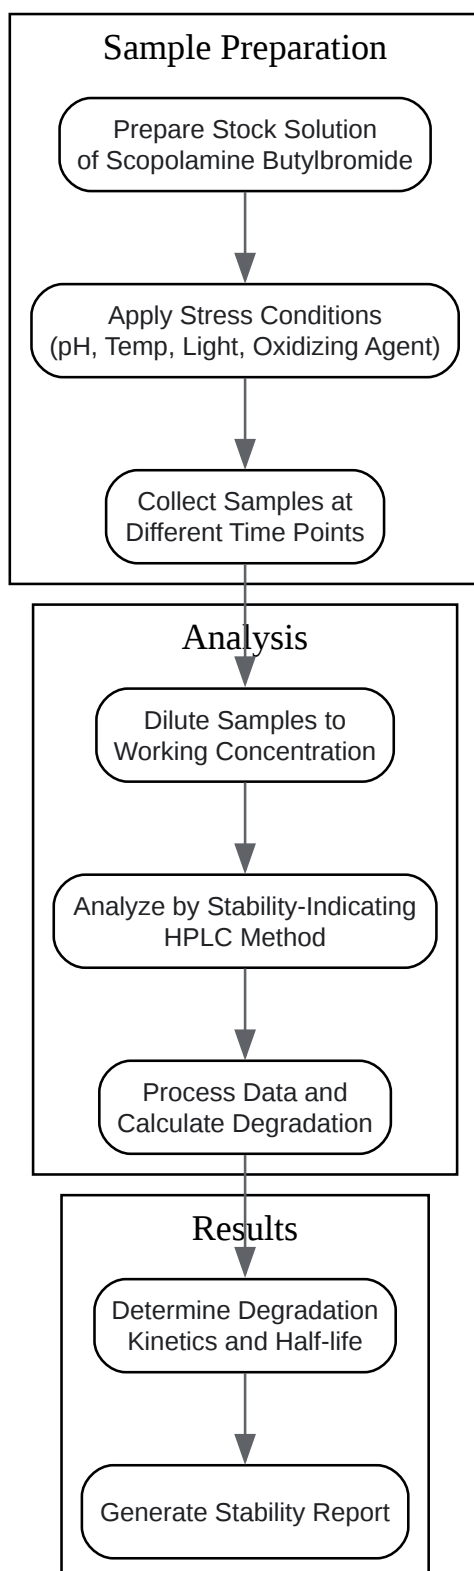 Sample Preparation
Prepare Stock Solution
of Scopolamine Butylbromide
Apply Stress Conditions
(pH, Temp, Light, Oxidizing Agent)
Collect Samples at
Different Time Points
Analysis
Dilute Samples to
Working Concentration
Analyze by Stability-Indicating
HPLC Method
Process Data and
Calculate Degradation
Results
Determine Degradation
Kinetics and Half-life
Generate Stability Report